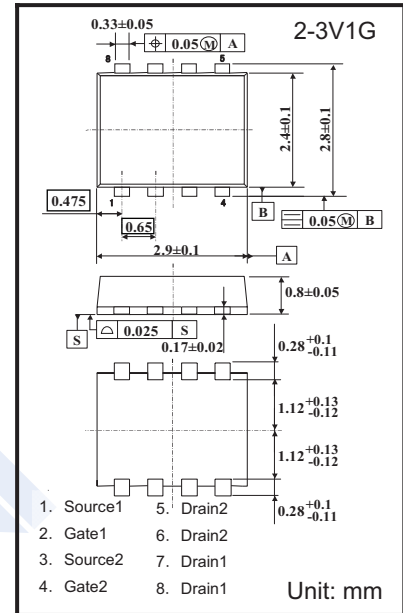 2-3V1G
0.33±0.05
⌖ 0.05 Ⓜ A
8 5
2.4±0.1
2.8±0.1
0.475
1 4
B
0.65
⌯ 0.05 Ⓜ B
2.9±0.1
A
0.8±0.05
S
⌓ 0.025 S
0.17±0.02
0.28 +0.1 -0.11
1.12 +0.13 -0.12
1.12 +0.13 -0.12
0.28 +0.1 -0.11
1. Source1
2. Gate1
3. Source2
4. Gate2
5. Drain2
6. Drain2
7. Drain1
8. Drain1
Unit: mm